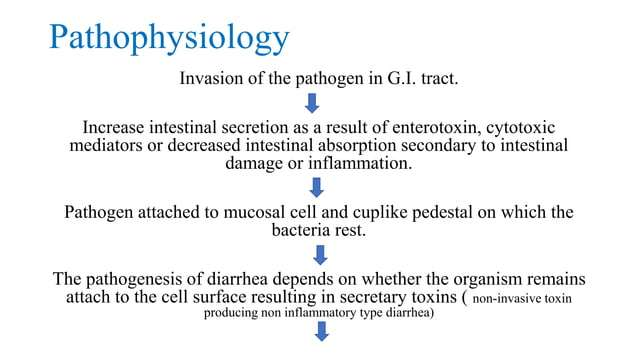 Pathophysiology
Invasion of the pathogen in G.I. tract.
Increase intestinal secretion as a result of enterotoxin, cytotoxic
mediators or decreased intestinal absorption secondary to intestinal
damage or inflammation.
Pathogen attached to mucosal cell and cuplike pedestal on which the
bacteria rest.
The pathogenesis of diarrhea depends on whether the organism remains
attach to the cell surface resulting in secretary toxins ( non-invasive toxin
producing non inflammatory type diarrhea)